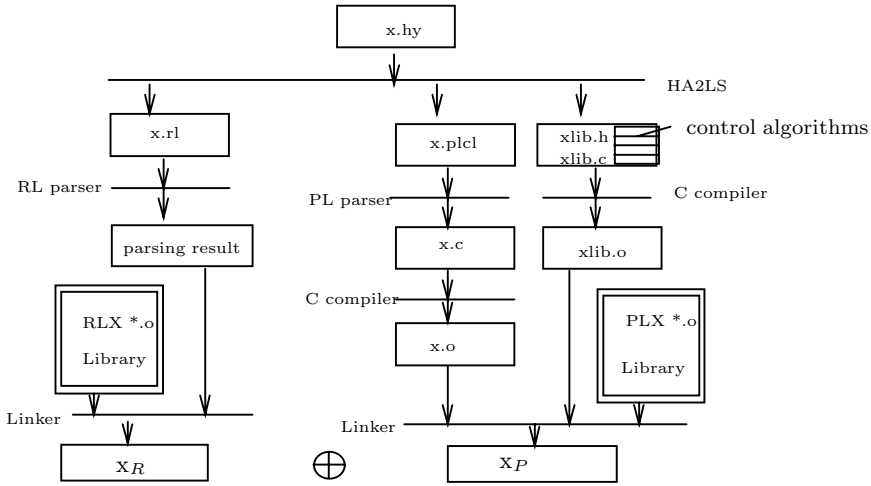 x.hy
HA2LS
x.rl
x.plcl
xlib.h
xlib.c
control algorithms
RL parser
PL parser
C compiler
parsing result
x.c
xlib.o
C compiler
RLX *.o
Library
x.o
PLX *.o
Library
Linker
Linker
xR
xP